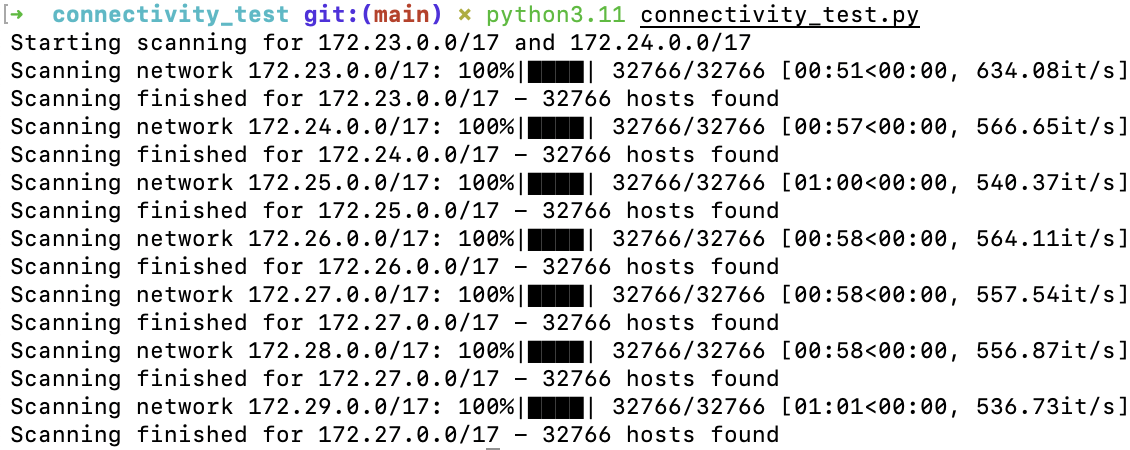 [➜  connectivity_test git:(main) × python3.11 connectivity_test.py
Starting scanning for 172.23.0.0/17 and 172.24.0.0/17
Scanning network 172.23.0.0/17: 100%|████| 32766/32766 [00:51<00:00, 634.08it/s]
Scanning finished for 172.23.0.0/17 – 32766 hosts found
Scanning network 172.24.0.0/17: 100%|████| 32766/32766 [00:57<00:00, 566.65it/s]
Scanning finished for 172.24.0.0/17 – 32766 hosts found
Scanning network 172.25.0.0/17: 100%|████| 32766/32766 [01:00<00:00, 540.37it/s]
Scanning finished for 172.25.0.0/17 – 32766 hosts found
Scanning network 172.26.0.0/17: 100%|████| 32766/32766 [00:58<00:00, 564.11it/s]
Scanning finished for 172.26.0.0/17 – 32766 hosts found
Scanning network 172.27.0.0/17: 100%|████| 32766/32766 [00:58<00:00, 557.54it/s]
Scanning finished for 172.27.0.0/17 – 32766 hosts found
Scanning network 172.28.0.0/17: 100%|████| 32766/32766 [00:58<00:00, 556.87it/s]
Scanning finished for 172.27.0.0/17 – 32766 hosts found
Scanning network 172.29.0.0/17: 100%|████| 32766/32766 [01:01<00:00, 536.73it/s]
Scanning finished for 172.27.0.0/17 – 32766 hosts found